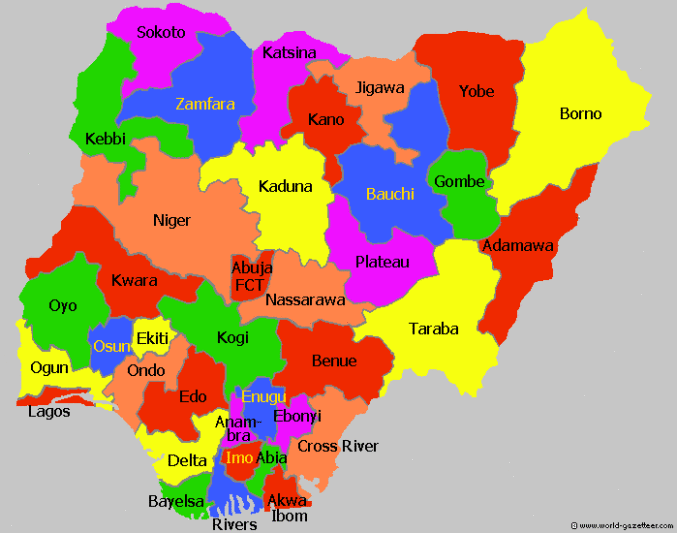 Sokoto
Katsina
Jigawa
Yobe
Borno
Zamfara
Kano
Kebbi
Kaduna
Bauchi
Gombe
Niger
Adamawa
Plateau
Abuja
FCT
Kwara
Nassarawa
Oyo
Taraba
Kogi
Osun
Ekiti
Benue
Ogun
Ondo
Edo
Enugu
Lagos
Anam-
bra
Ebonyi
Cross River
Delta
Imo
Abia
Bayelsa
Akwa
Ibom
Rivers
© www.world-gazetteer.com